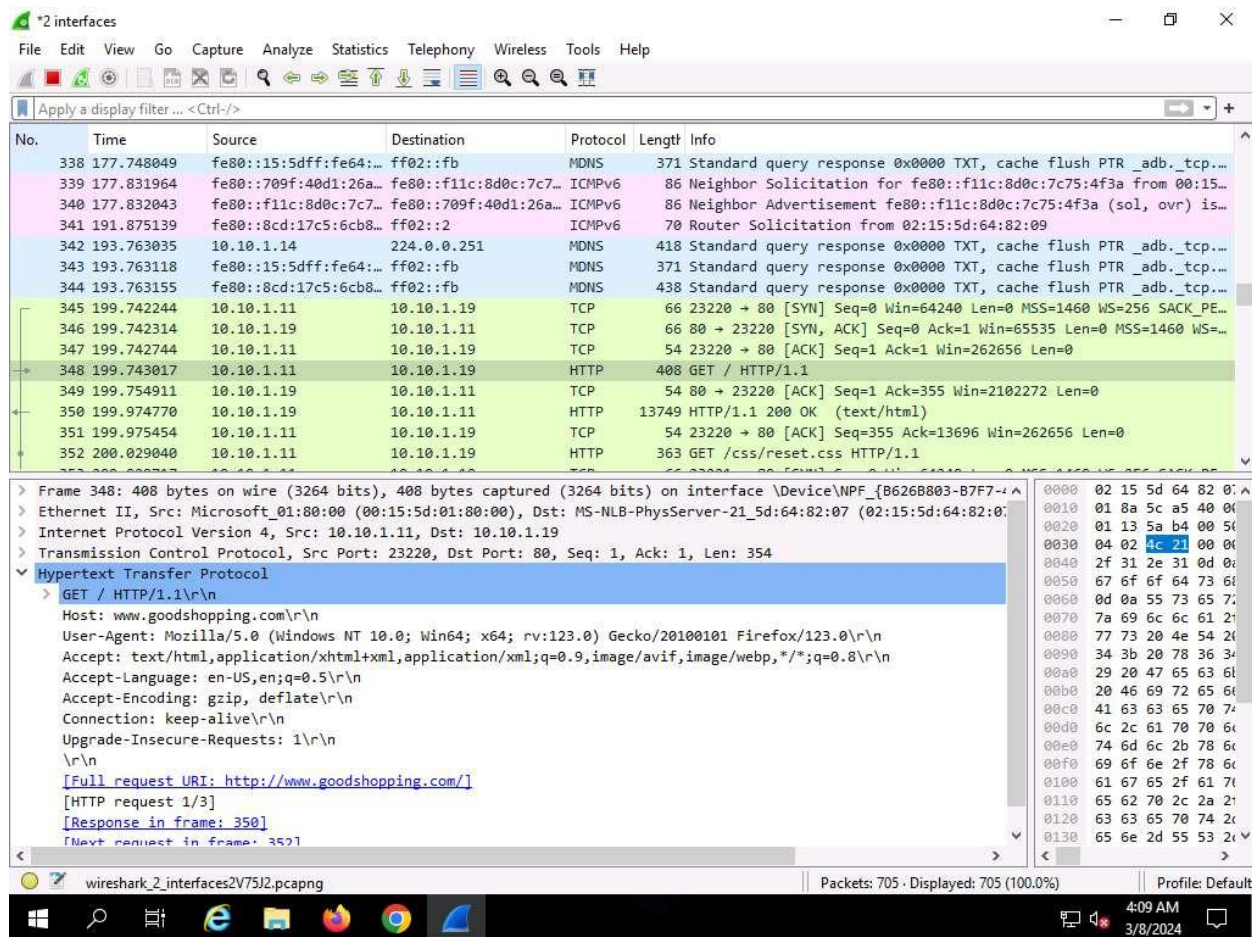 *2 interfaces
File Edit View Go Capture Analyze Statistics Telephony Wireless Tools Help
Apply a display filter ... <Ctrl-/>
No. Time Source Destination Protocol Length Info
338 177.748049 fe80::15:5dff:fe64:… ff02::fb MDNS 371 Standard query response 0x0000 TXT, cache flush PTR _adb._tcp.…
339 177.831964 fe80::709f:40d1:26a… fe80::f11c:8d0c:7c7… ICMPv6 86 Neighbor Solicitation for fe80::f11c:8d0c:7c75:4f3a from 00:15…
340 177.832043 fe80::f11c:8d0c:7c7… fe80::709f:40d1:26a… ICMPv6 86 Neighbor Advertisement fe80::f11c:8d0c:7c75:4f3a (sol, ovr) is…
341 191.875139 fe80::8cd:17c5:6cb8… ff02::2 ICMPv6 70 Router Solicitation from 02:15:5d:64:82:09
342 193.763035 10.10.1.14 224.0.0.251 MDNS 418 Standard query response 0x0000 TXT, cache flush PTR _adb._tcp.…
343 193.763118 fe80::15:5dff:fe64:… ff02::fb MDNS 371 Standard query response 0x0000 TXT, cache flush PTR _adb._tcp.…
344 193.763155 fe80::8cd:17c5:6cb8… ff02::fb MDNS 438 Standard query response 0x0000 TXT, cache flush PTR _adb._tcp.…
345 199.742244 10.10.1.11 10.10.1.19 TCP 66 23220 → 80 [SYN] Seq=0 Win=64240 Len=0 MSS=1460 WS=256 SACK_PE…
346 199.742314 10.10.1.19 10.10.1.11 TCP 66 80 → 23220 [SYN, ACK] Seq=0 Ack=1 Win=65535 Len=0 MSS=1460 WS=…
347 199.742744 10.10.1.11 10.10.1.19 TCP 54 23220 → 80 [ACK] Seq=1 Ack=1 Win=262656 Len=0
348 199.743017 10.10.1.11 10.10.1.19 HTTP 408 GET / HTTP/1.1
349 199.754911 10.10.1.19 10.10.1.11 TCP 54 80 → 23220 [ACK] Seq=1 Ack=355 Win=2102272 Len=0
350 199.974770 10.10.1.19 10.10.1.11 HTTP 13749 HTTP/1.1 200 OK (text/html)
351 199.975454 10.10.1.11 10.10.1.19 TCP 54 23220 → 80 [ACK] Seq=355 Ack=13696 Win=262656 Len=0
352 200.029040 10.10.1.11 10.10.1.19 HTTP 363 GET /css/reset.css HTTP/1.1
Frame 348: 408 bytes on wire (3264 bits), 408 bytes captured (3264 bits) on interface \Device\NPF_{B626B803-B7F7-4
Ethernet II, Src: Microsoft_01:80:00 (00:15:5d:01:80:00), Dst: MS-NLB-PhysServer-21_5d:64:82:07 (02:15:5d:64:82:0
Internet Protocol Version 4, Src: 10.10.1.11, Dst: 10.10.1.19
Transmission Control Protocol, Src Port: 23220, Dst Port: 80, Seq: 1, Ack: 1, Len: 354
Hypertext Transfer Protocol
GET / HTTP/1.1\r\n
Host: www.goodshopping.com\r\n
User-Agent: Mozilla/5.0 (Windows NT 10.0; Win64; x64; rv:123.0) Gecko/20100101 Firefox/123.0\r\n
Accept: text/html,application/xhtml+xml,application/xml;q=0.9,image/avif,image/webp,*/*;q=0.8\r\n
Accept-Language: en-US,en;q=0.5\r\n
Accept-Encoding: gzip, deflate\r\n
Connection: keep-alive\r\n
Upgrade-Insecure-Requests: 1\r\n
\r\n
[Full request URI: http://www.goodshopping.com/]
[HTTP request 1/3]
[Response in frame: 350]
[Next request in frame: 352]
0000 02 15 5d 64 82
0010 01 8a 5c a5 40
0020 01 13 5a b4 00
0030 04 02 4c 21 00
0040 2f 31 2e 31 0d
0050 67 6f 6f 64 73
0060 0d 0a 55 73 65
0070 7a 69 6c 6c 61
0080 77 73 20 4e 54
0090 34 3b 20 78 36
00a0 29 20 47 65 63
00b0 20 46 69 72 65
00c0 41 63 63 65 70
00d0 6c 2c 61 70 70
00e0 74 6d 6c 2b 78
00f0 69 6f 6e 2f 78
0100 61 67 65 2f 61
0110 65 62 70 2c 2a
0120 63 63 65 70 74
0130 65 6e 2d 55 53
wireshark_2_interfaces2V75J2.pcapng Packets: 705 · Displayed: 705 (100.0%) Profile: Default
4:09 AM
3/8/2024